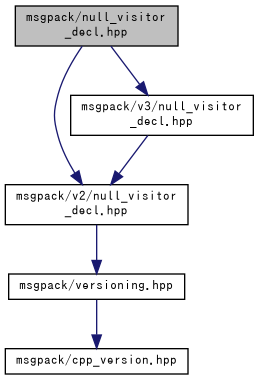 msgpack/null_visitor
_decl.hpp
msgpack/v3/null_visitor
_decl.hpp
msgpack/v2/null_visitor
_decl.hpp
msgpack/versioning.hpp
msgpack/cpp_version.hpp